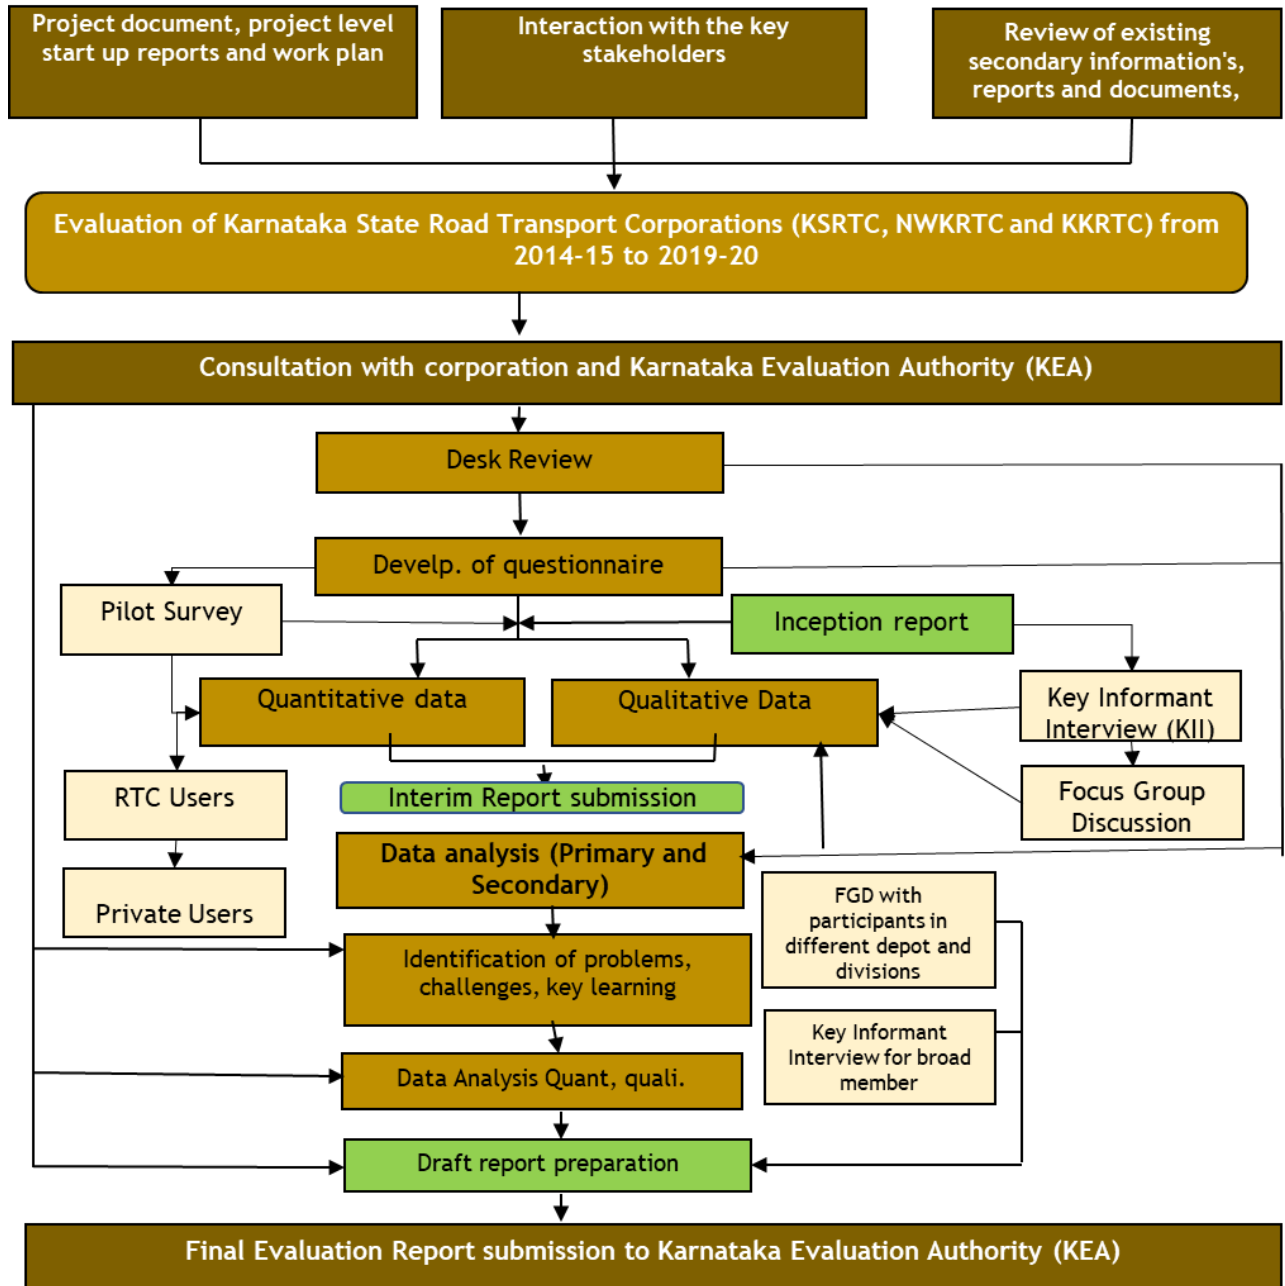 Project document, project level
start up reports and work plan
Interaction with the key
stakeholders
Review of existing
secondary information's,
reports and documents,
Evaluation of Karnataka State Road Transport Corporations (KSRTC, NWKRTC and KKRTC) from
2014-15 to 2019-20
Consultation with corporation and Karnataka Evaluation Authority (KEA)
Desk Review
Develp. of questionnaire
Pilot Survey
Inception report
Quantitative data
Qualitative Data
Key Informant
Interview (KII)
RTC Users
Interim Report submission
Focus Group
Discussion
Data analysis (Primary and
Secondary)
Private Users
FGD with
participants in
different depot and
divisions
Identification of problems,
challenges, key learning
Key Informant
Interview for broad
member
Data Analysis Quant, quali.
Draft report preparation
Final Evaluation Report submission to Karnataka Evaluation Authority (KEA)